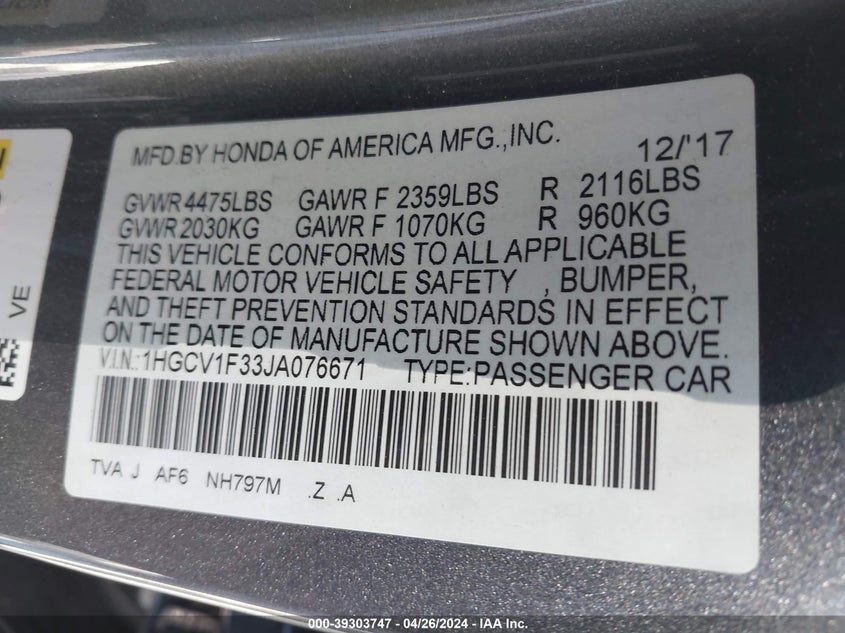 MFD.BY HONDA OF AMERICA MFG.,INC. 12/'17
GVWR 4475LBS GAWR F 2359LBS R 2116LBS
GVWR 2030KG GAWR F 1070KG R 960KG
THIS VEHICLE CONFORMS TO ALL APPLICABLE
FEDERAL MOTOR VEHICLE SAFETY , BUMPER,
AND THEFT PREVENTION STANDARDS IN EFFECT
ON THE DATE OF MANUFACTURE SHOWN ABOVE.
V.I.N.:1HGCV1F33JA076671 TYPE:PASSENGER CAR
TVA J AF6 NH797M .Z .A
VE
000-39303747 - 04/26/2024 - IAA Inc.